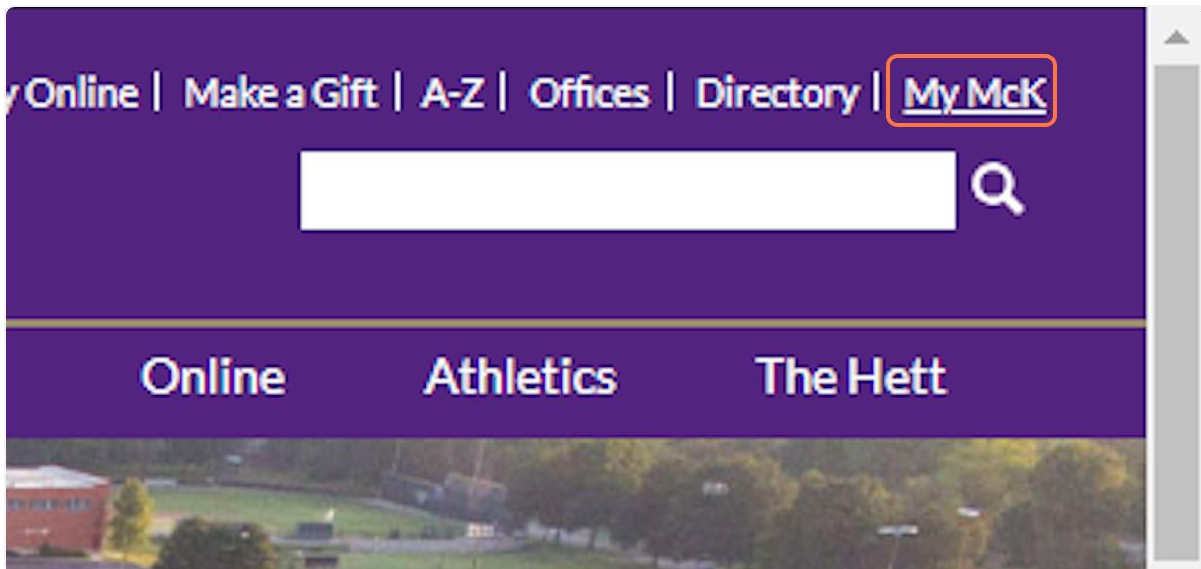 y Online | Make a Gift | A-Z | Offices | Directory | My McK
Online Athletics The Hett